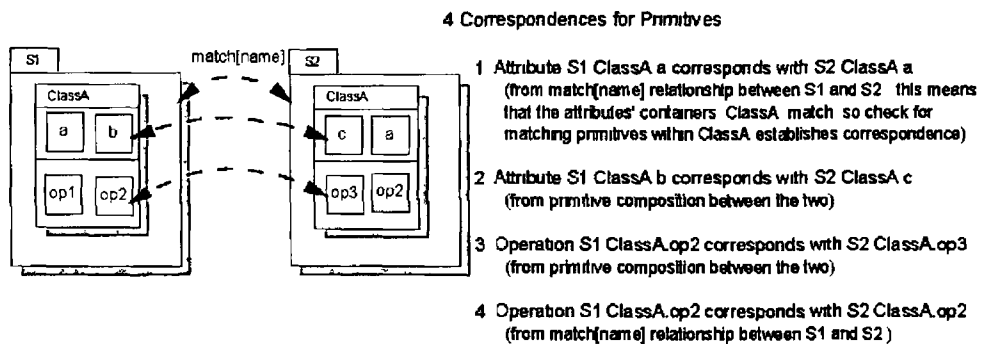 4 Correspondences for Primitives
S1
match[name]
S2
ClassA
a
b
op1
op2
ClassA
c
a
op3
op2
1 Attribute S1 ClassA a corresponds with S2 ClassA a
(from match[name] relationship between S1 and S2 this means
that the attributes' containers ClassA match so check for
matching primitives within ClassA establishes correspondence)
2 Attribute S1 ClassA b corresponds with S2 ClassA c
(from primitive composition between the two)
3 Operation S1 ClassA.op2 corresponds with S2 ClassA.op3
(from primitive composition between the two)
4 Operation S1 ClassA.op2 corresponds with S2 ClassA.op2
(from match[name] relationship between S1 and S2)